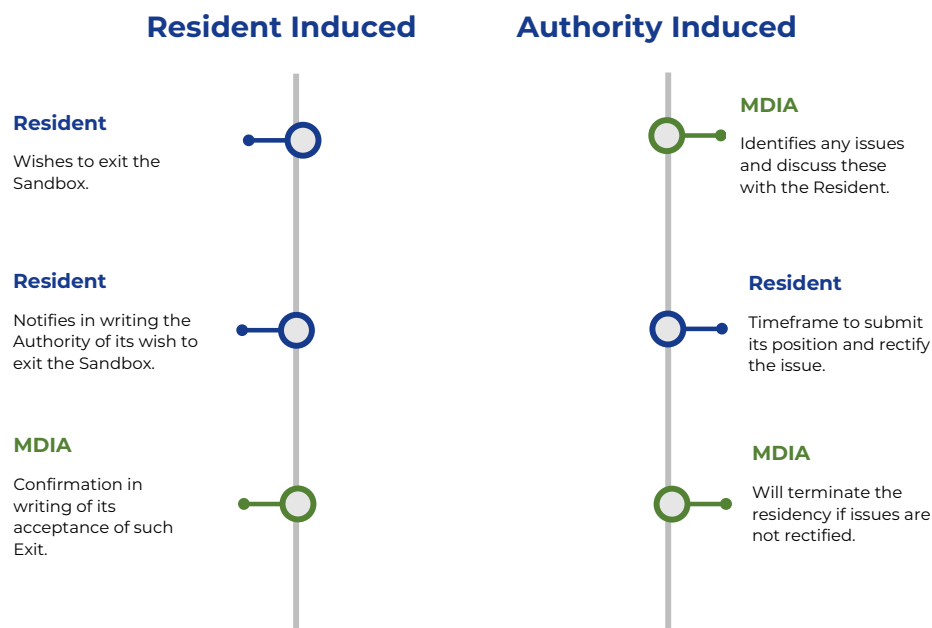 Resident Induced
Resident
Wishes to exit the
Sandbox.
Resident
Notifies in writing the
Authority of its wish to
exit the Sandbox.
MDIA
Confirmation in
writing of its
acceptance of such
Exit.
Authority Induced
MDIA
Identifies any issues
and discuss these
with the Resident.
Resident
Timeframe to submit
its position and rectify
the issue.
MDIA
Will terminate the
residency if issues are
not rectified.